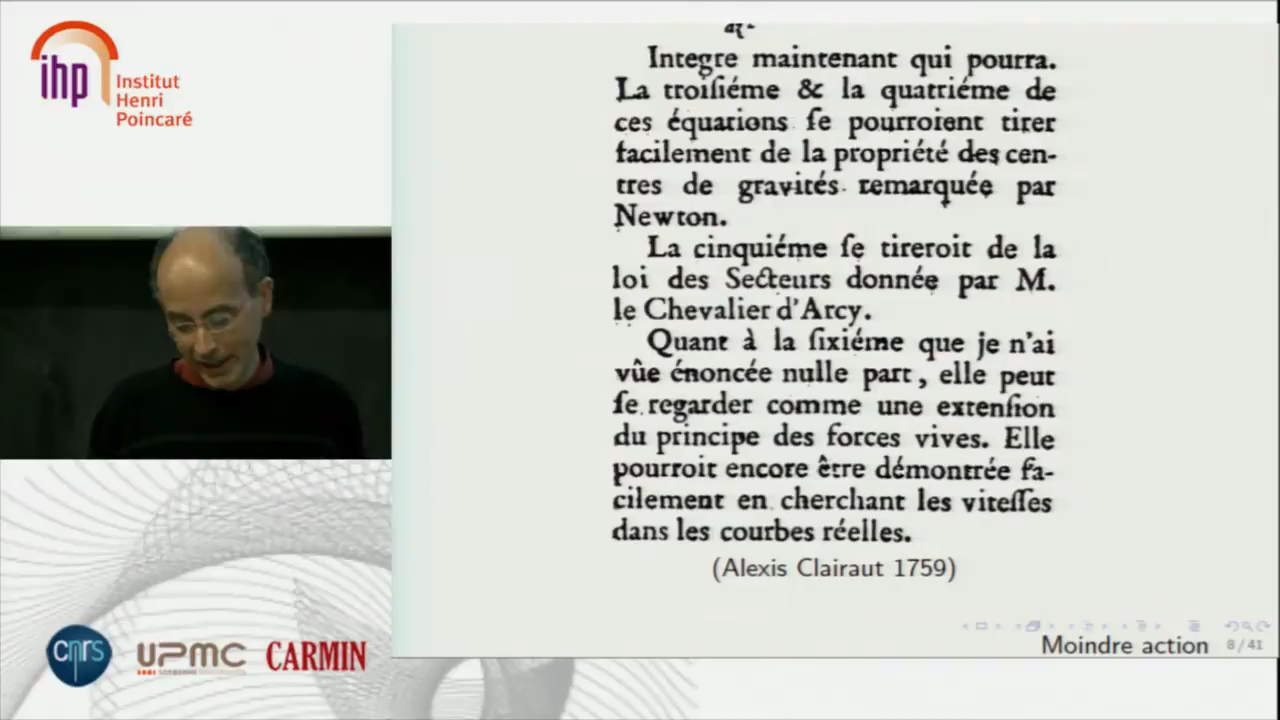 ihp
Institut
Henri
Poincaré
Integre maintenant qui pourra.
La troiſiéme & la quatriéme de
ces équations ſe pourroient tirer
facilement de la propriété des cen-
tres de gravités remarquée par
Newton.
La cinquiéme ſe tireroit de la
loi des Secteurs donnée par M.
le Chevalier d'Arcy.
Quant à la ſixiéme que je n'ai
vûe énoncée nulle part, elle peut
ſe regarder comme une extenſion
du principe des forces vives. Elle
pourroit encore être démontrée fa-
cilement en cherchant les viteſſes
dans les courbes réelles.
(Alexis Clairaut 1759)
Moindre action 8/41
cnrs
UPMC
CARMIN